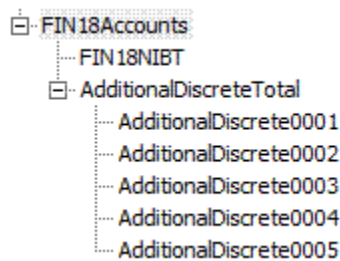 FIN18Accounts
FIN18NIBT
AdditionalDiscreteTotal
AdditionalDiscrete0001
AdditionalDiscrete0002
AdditionalDiscrete0003
AdditionalDiscrete0004
AdditionalDiscrete0005